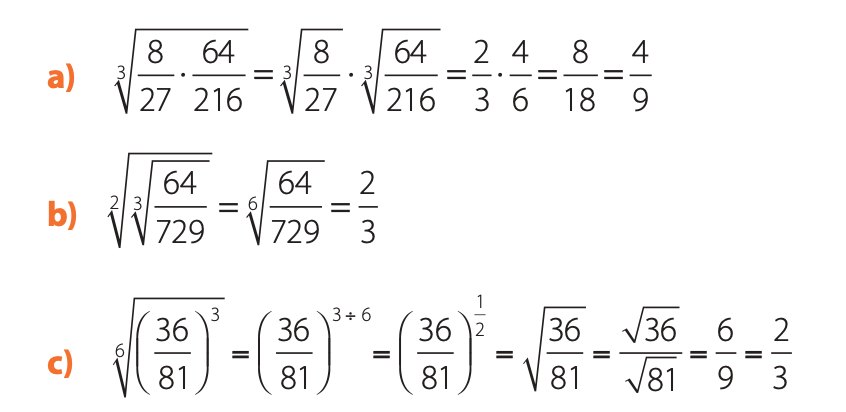 a) ∛(8/27 · 64/216) = ∛(8/27) · ∛(64/216) = 2/3 · 4/6 = 8/18 = 4/9
b) ²√(³√(64/729)) = ⁶√(64/729) = 2/3
c) ⁶√((36/81)³) = (36/81)^(3÷6) = (36/81)^(1/2) = √(36/81) = √36/√81 = 6/9 = 2/3